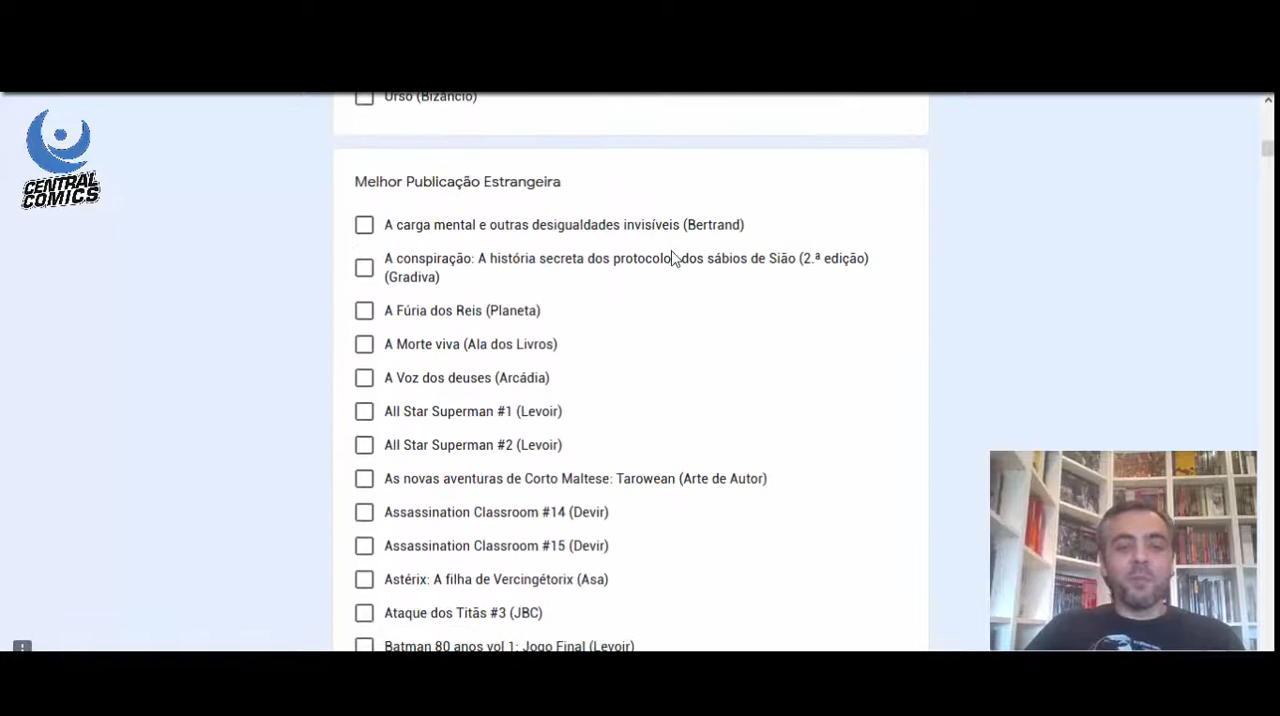 Urso (Bizâncio)
CENTRAL
COMICS
Melhor Publicação Estrangeira
A carga mental e outras desigualdades invisíveis (Bertrand)
A conspiração: A história secreta dos protocolos dos sábios de Sião (2.ª edição)
(Gradiva)
A Fúria dos Reis (Planeta)
A Morte viva (Ala dos Livros)
A Voz dos deuses (Arcádia)
All Star Superman #1 (Levoir)
All Star Superman #2 (Levoir)
As novas aventuras de Corto Maltese: Tarowean (Arte de Autor)
Assassination Classroom #14 (Devir)
Assassination Classroom #15 (Devir)
Astérix: A filha de Vercingétorix (Asa)
Ataque dos Titãs #3 (JBC)
Batman 80 anos vol 1: Jogo Final (Levoir)